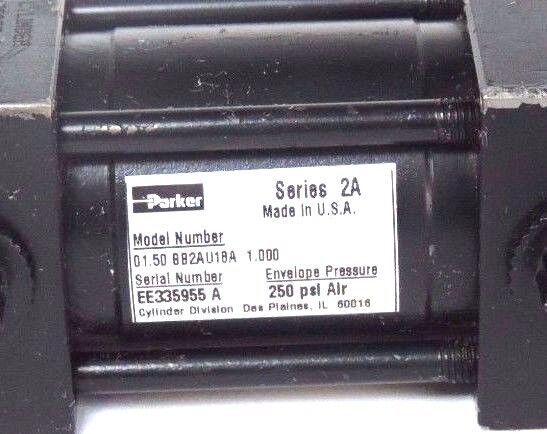 Parker
Series 2A
Made in U.S.A.
Model Number
01.50 BB2AU18A 1.000
Serial Number Envelope Pressure
EE335955 A 250 psi Air
Cylinder Division Des Plaines, IL 60016